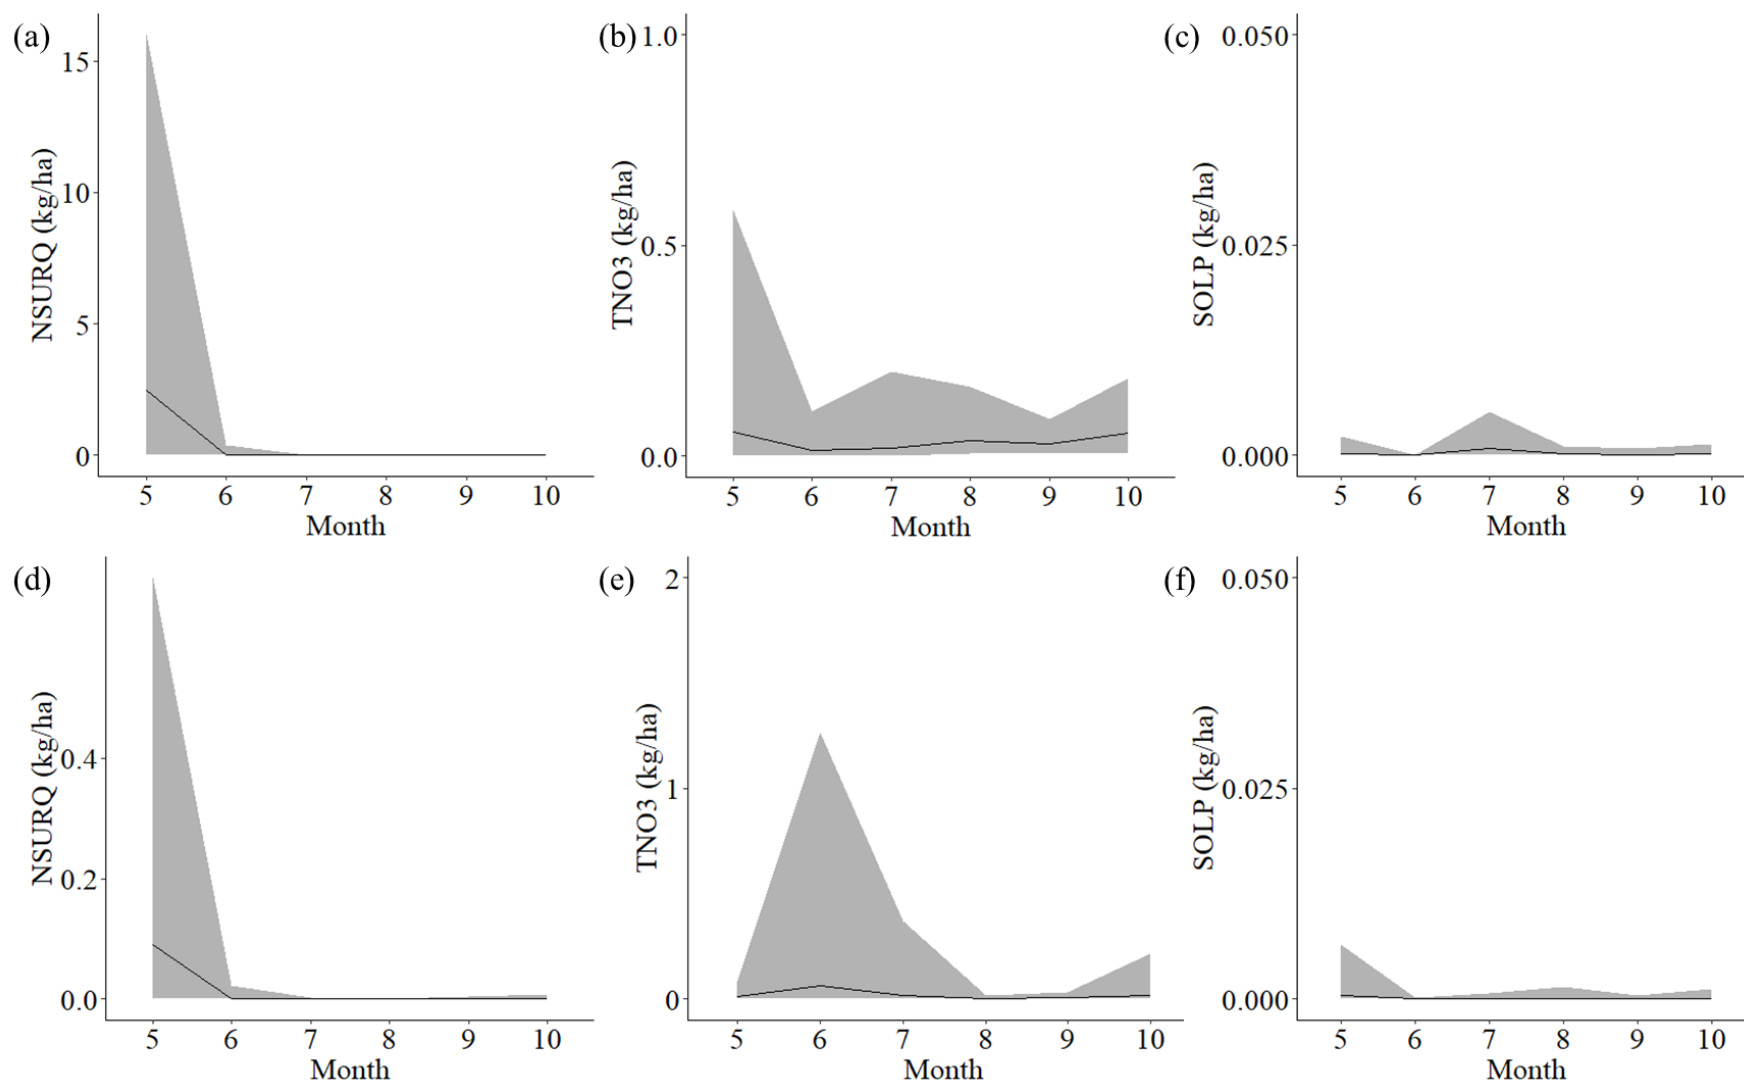 (a)
NSURQ (kg/ha)
15
10
5
0
5 6 7 8 9 10
Month
(b)
TNO3 (kg/ha)
1.0
0.5
0.0
5 6 7 8 9 10
Month
(c)
SOLP (kg/ha)
0.050
0.025
0.000
5 6 7 8 9 10
Month
(d)
NSURQ (kg/ha)
0.4
0.2
0.0
5 6 7 8 9 10
Month
(e)
TNO3 (kg/ha)
2
1
0
5 6 7 8 9 10
Month
(f)
SOLP (kg/ha)
0.050
0.025
0.000
5 6 7 8 9 10
Month